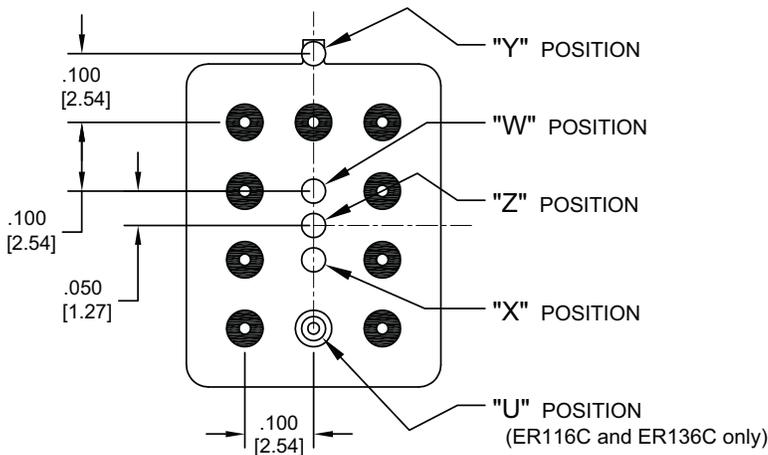 "Y" POSITION
.100
[2.54]
"W" POSITION
"Z" POSITION
.100
[2.54]
.050
[1.27]
"X" POSITION
"U" POSITION
(ER116C and ER136C only)
.100
[2.54]